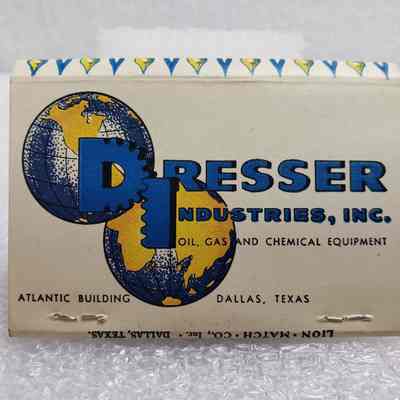 DRESSER
INDUSTRIES, INC.
OIL, GAS AND CHEMICAL EQUIPMENT
ATLANTIC BUILDING DALLAS, TEXAS
LION · MATCH · CO., Inc. · DALLAS, TEXAS.